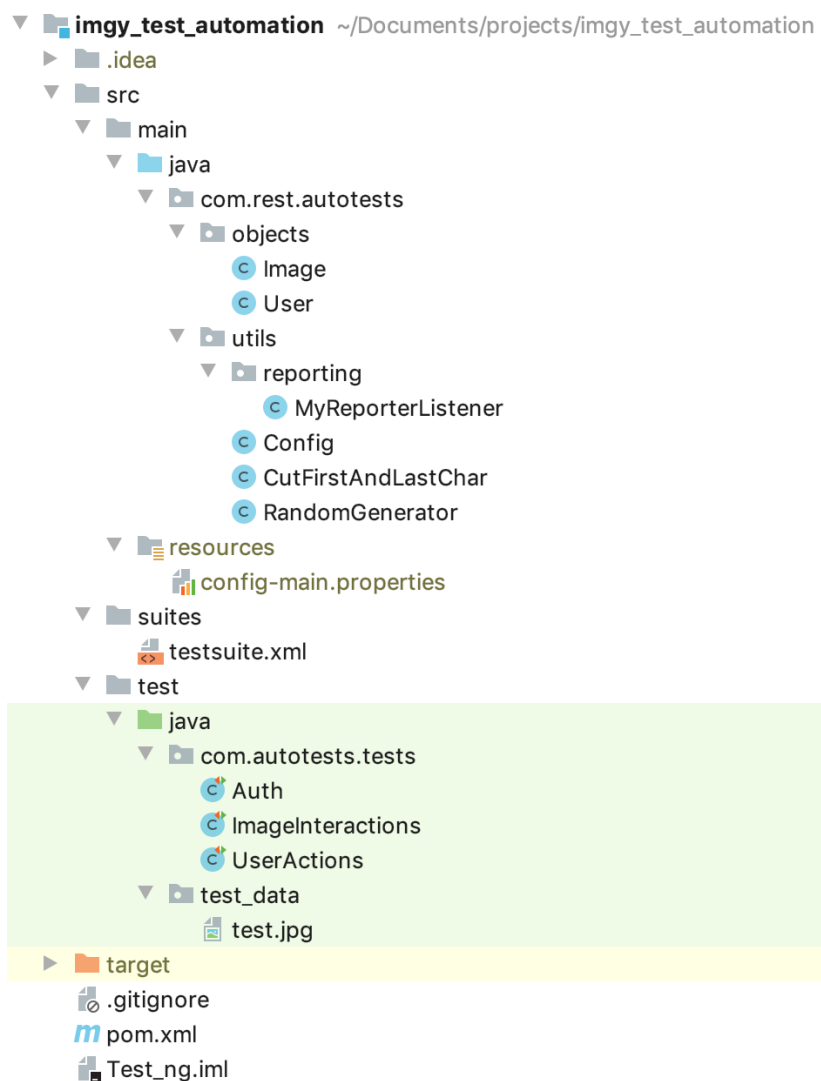 imgy_test_automation ~/Documents/projects/imgy_test_automation
.idea
src
main
java
com.rest.autotests
objects
C Image
C User
utils
reporting
C MyReporterListener
C Config
C CutFirstAndLastChar
C RandomGenerator
resources
config-main.properties
suites
<> testsuite.xml
test
java
com.autotests.tests
C Auth
C ImageInteractions
C UserActions
test_data
test.jpg
target
.gitignore
m pom.xml
Test_ng.iml